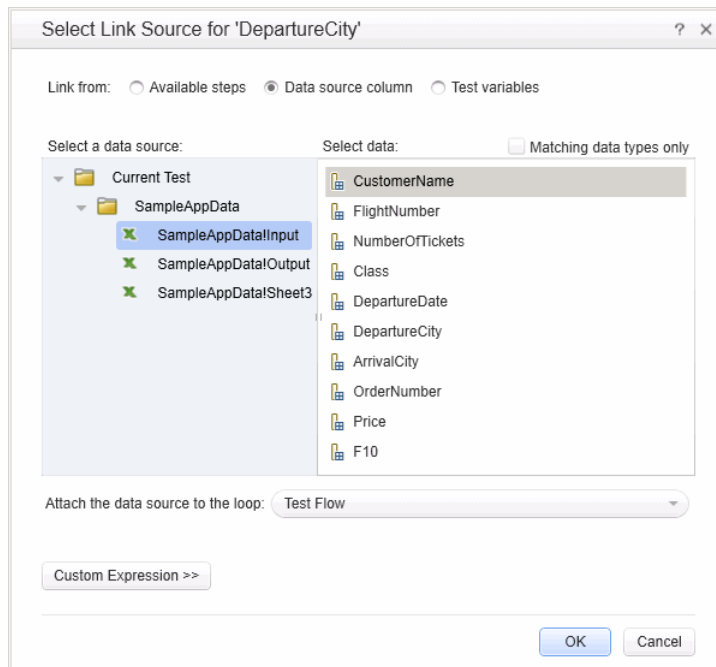 Select Link Source for 'DepartureCity'
?
Link from: Available steps Data source column Test variables
Select a data source: Select data: Matching data types only
Current Test
SampleAppData
SampleAppData!Input
SampleAppData!Output
SampleAppData!Sheet3
CustomerName
FlightNumber
NumberOfTickets
Class
DepartureDate
DepartureCity
ArrivalCity
OrderNumber
Price
F10
Attach the data source to the loop: Test Flow
Custom Expression >>
OK Cancel